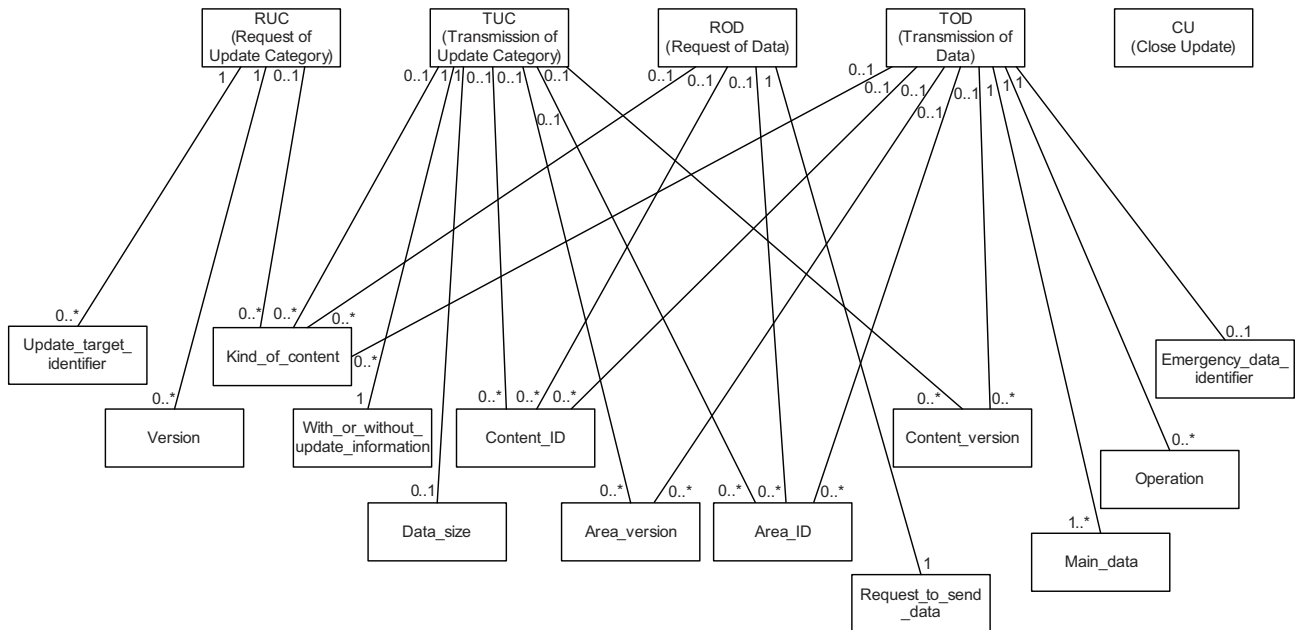 RUC
(Request of
Update Category)
TUC
(Transmission of
Update Category)
ROD
(Request of Data)
TOD
(Transmission of
Data)
CU
(Close Update)
1
1
0..1
0..1
1
1
0..1
0..1
0..1
0..1
0..1
0..1
0..1
1
0..1
0..1
0..1
0..1
0..1
1
1
1
1
0..*
0..*
0..*
0..*
0..*
0..1
Update_target_
identifier
Kind_of_content
Emergency_data_
identifier
0..*
1
0..*
0..*
0..*
0..*
0..*
0..*
Version
With_or_without_
update_information
Content_ID
Content_version
Operation
0..1
0..*
0..*
0..*
0..*
0..*
1..*
Data_size
Area_version
Area_ID
Main_data
1
Request_to_send
_data